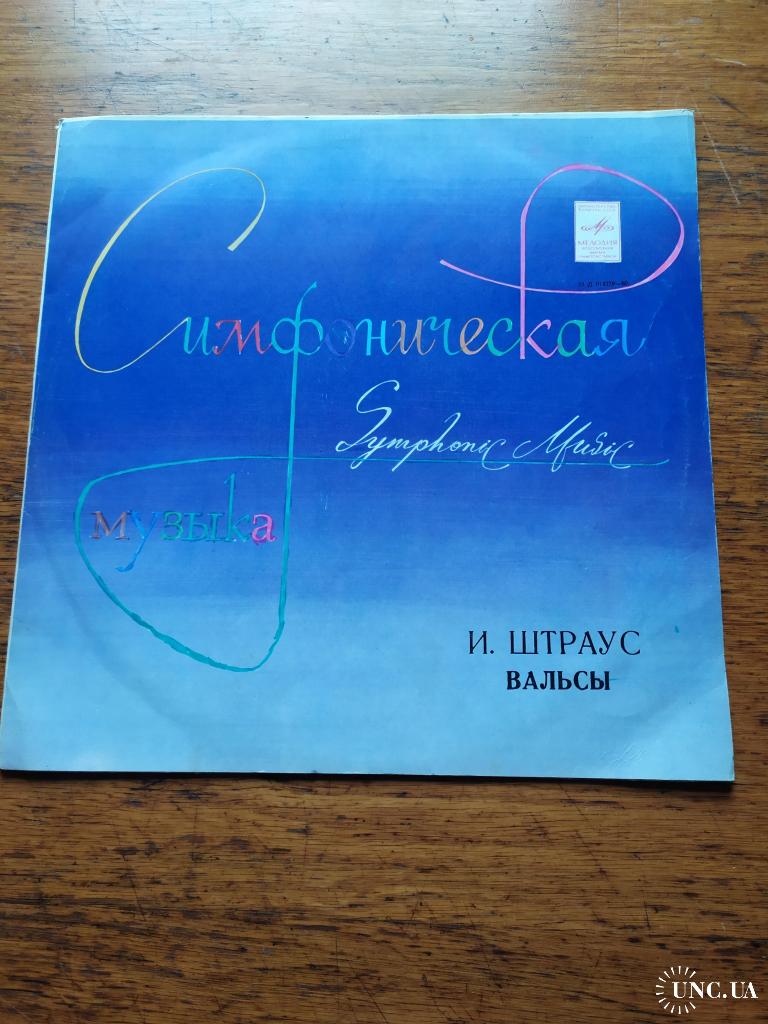 МЕЛОДИЯ
Симфоническая
Symphonic Music
музыка
И. ШТРАУС
ВАЛЬСЫ
UNC.UA